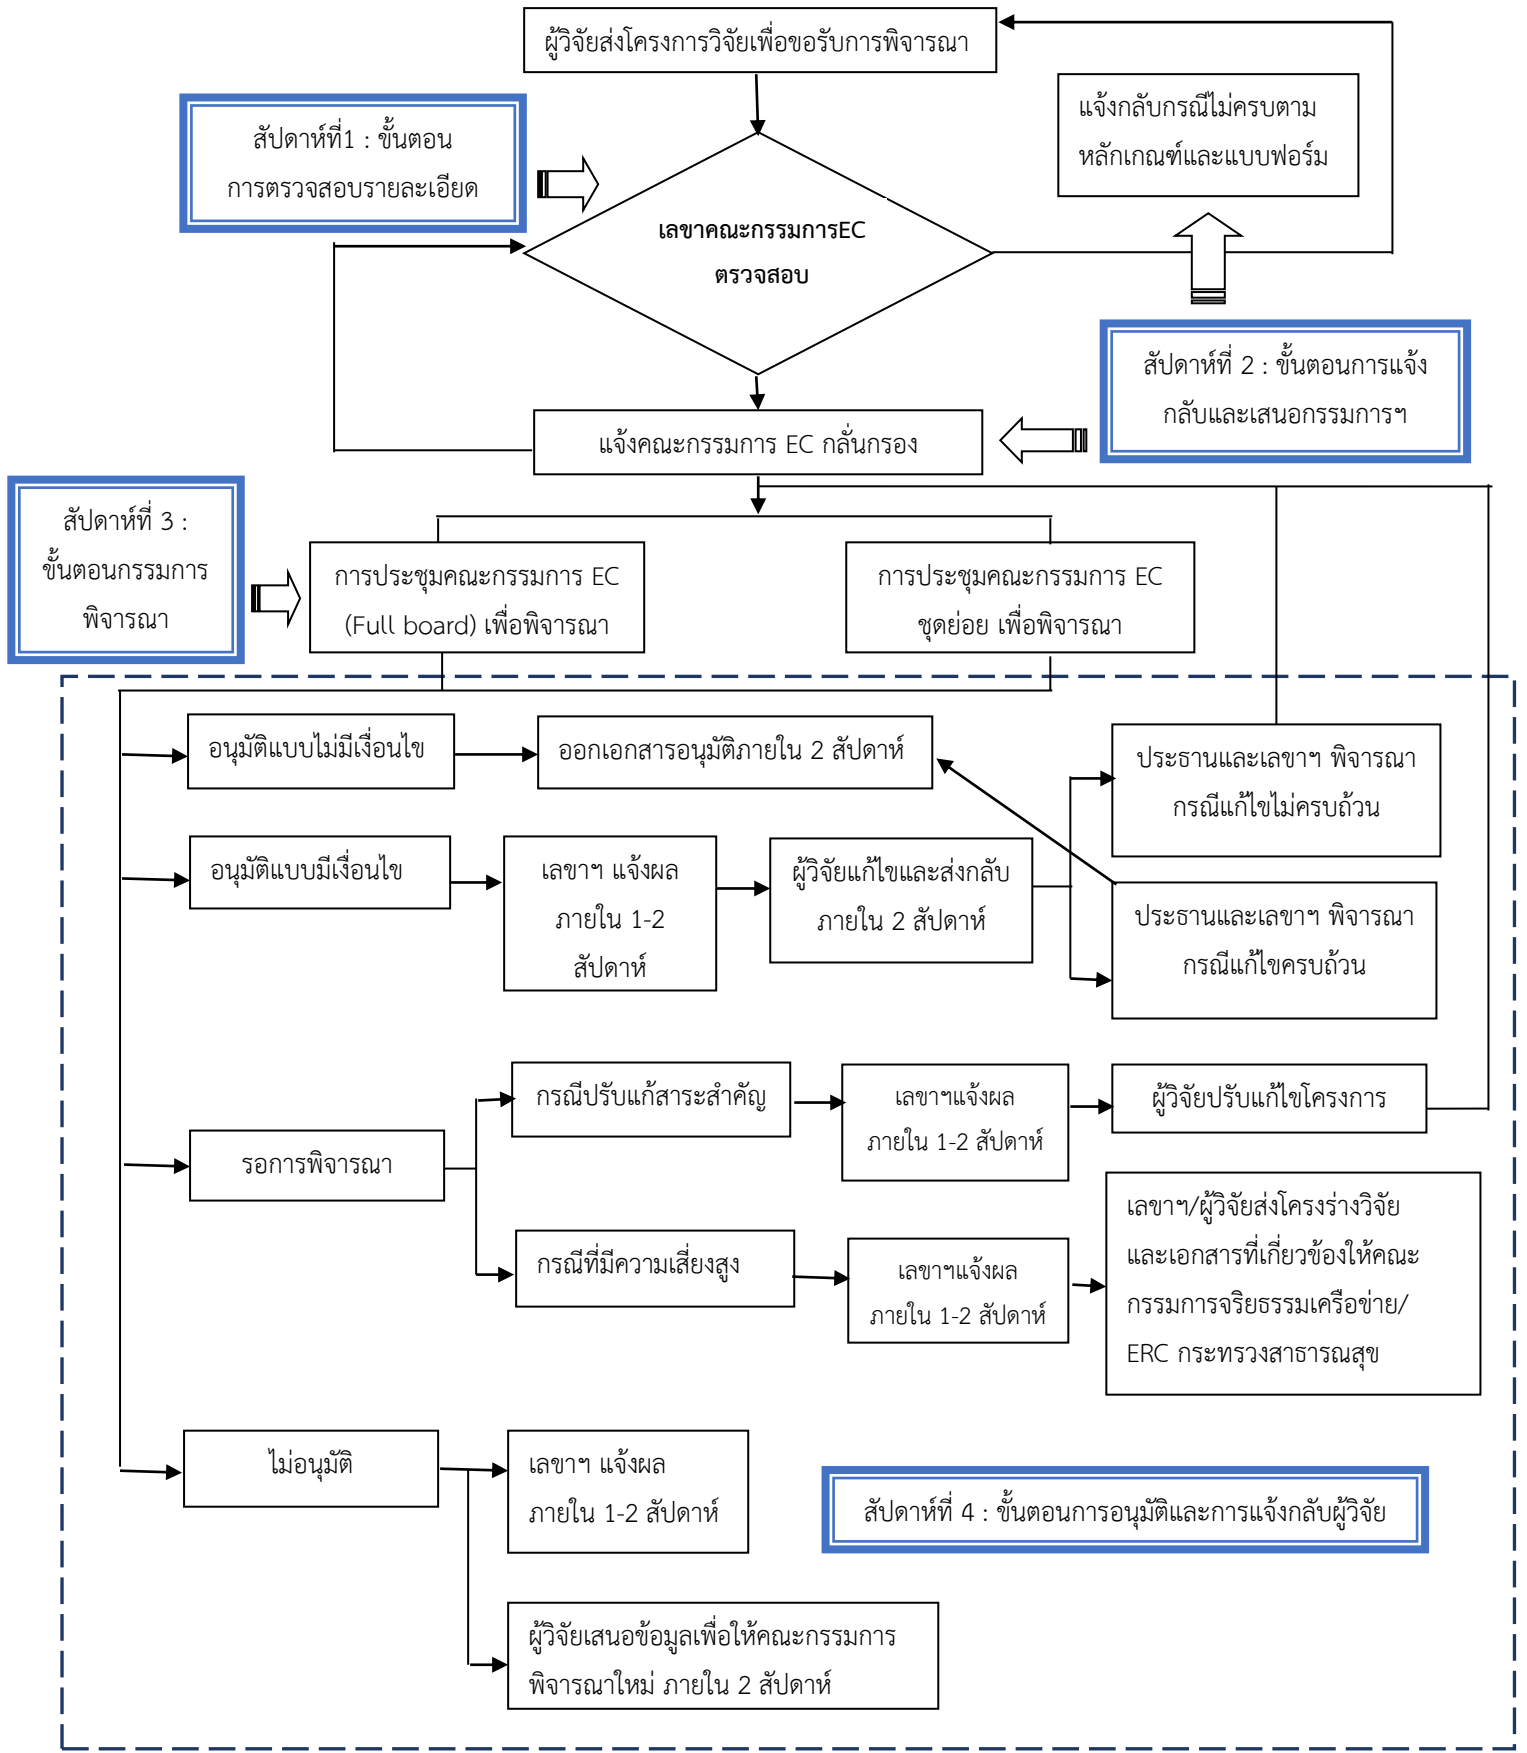 ผู้วิจัยส่งโครงการวิจัยเพื่อขอรับการพิจารณา
แจ้งกลับกรณีไม่ครบตาม
หลักเกณฑ์และแบบฟอร์ม
สัปดาห์ที่1 : ขั้นตอน
การตรวจสอบรายละเอียด
เลขาคณะกรรมการEC
ตรวจสอบ
สัปดาห์ที่ 2 : ขั้นตอนการแจ้ง
กลับและเสนอกรรมการฯ
แจ้งคณะกรรมการ EC กลั่นกรอง
สัปดาห์ที่ 3 :
ขั้นตอนกรรมการ
พิจารณา
การประชุมคณะกรรมการ EC
(Full board) เพื่อพิจารณา
การประชุมคณะกรรมการ EC
ชุดย่อย เพื่อพิจารณา
อนุมัติแบบไม่มีเงื่อนไข
ออกเอกสารอนุมัติภายใน 2 สัปดาห์
ประธานและเลขาฯ พิจารณา
กรณีแก้ไขไม่ครบถ้วน
อนุมัติแบบมีเงื่อนไข
เลขาฯ แจ้งผล
ภายใน 1-2
สัปดาห์
ผู้วิจัยแก้ไขและส่งกลับ
ภายใน 2 สัปดาห์
ประธานและเลขาฯ พิจารณา
กรณีแก้ไขครบถ้วน
รอการพิจารณา
กรณีปรับแก้สาระสำคัญ
เลขาฯแจ้งผล
ภายใน 1-2 สัปดาห์
ผู้วิจัยปรับแก้ไขโครงการ
กรณีที่มีความเสี่ยงสูง
เลขาฯแจ้งผล
ภายใน 1-2 สัปดาห์
เลขาฯ/ผู้วิจัยส่งโครงร่างวิจัย
และเอกสารที่เกี่ยวข้องให้คณะ
กรรมการจริยธรรมเครือข่าย/
ERC กระทรวงสาธารณสุข
ไม่อนุมัติ
เลขาฯ แจ้งผล
ภายใน 1-2 สัปดาห์
สัปดาห์ที่ 4 : ขั้นตอนการอนุมัติและการแจ้งกลับผู้วิจัย
ผู้วิจัยเสนอข้อมูลเพื่อให้คณะกรรมการ
พิจารณาใหม่ ภายใน 2 สัปดาห์